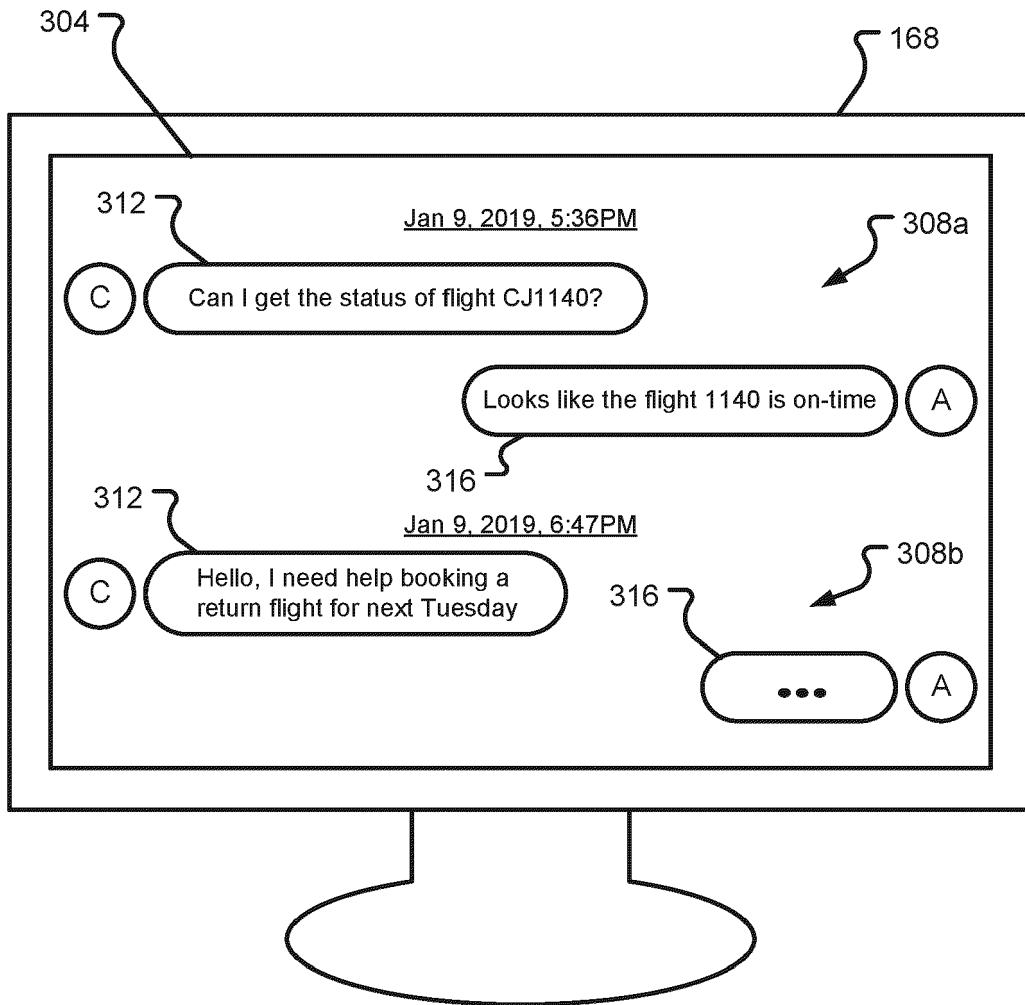 304
168
312
Jan 9, 2019, 5:36PM
308a
C
Can I get the status of flight CJ1140?
Looks like the flight 1140 is on-time
A
316
312
Jan 9, 2019, 6:47PM
308b
C
Hello, I need help booking a
return flight for next Tuesday
316
...
A